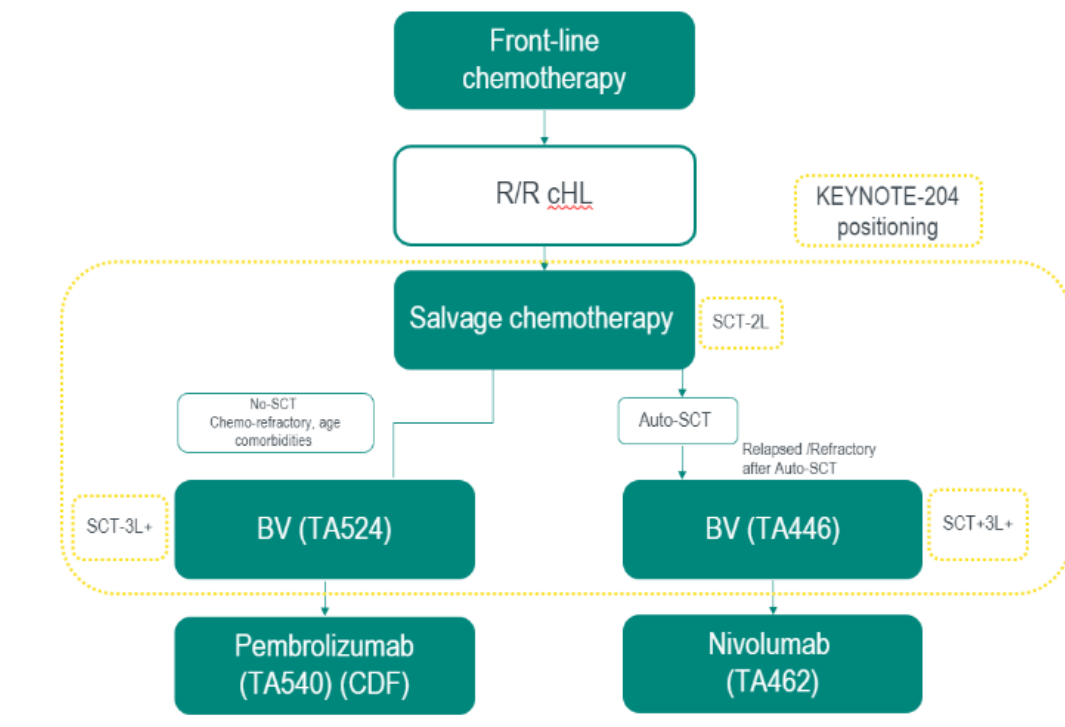 Front-line
chemotherapy
R/R cHL
KEYNOTE-204
positioning
Salvage chemotherapy
SCT-2L
No-SCT
Chemo-refractory, age
comorbidities
Auto-SCT
Relapsed /Refractory
after Auto-SCT
SCT-3L+
BV (TA524)
BV (TA446)
SCT+3L+
Pembrolizumab
(TA540) (CDF)
Nivolumab
(TA462)